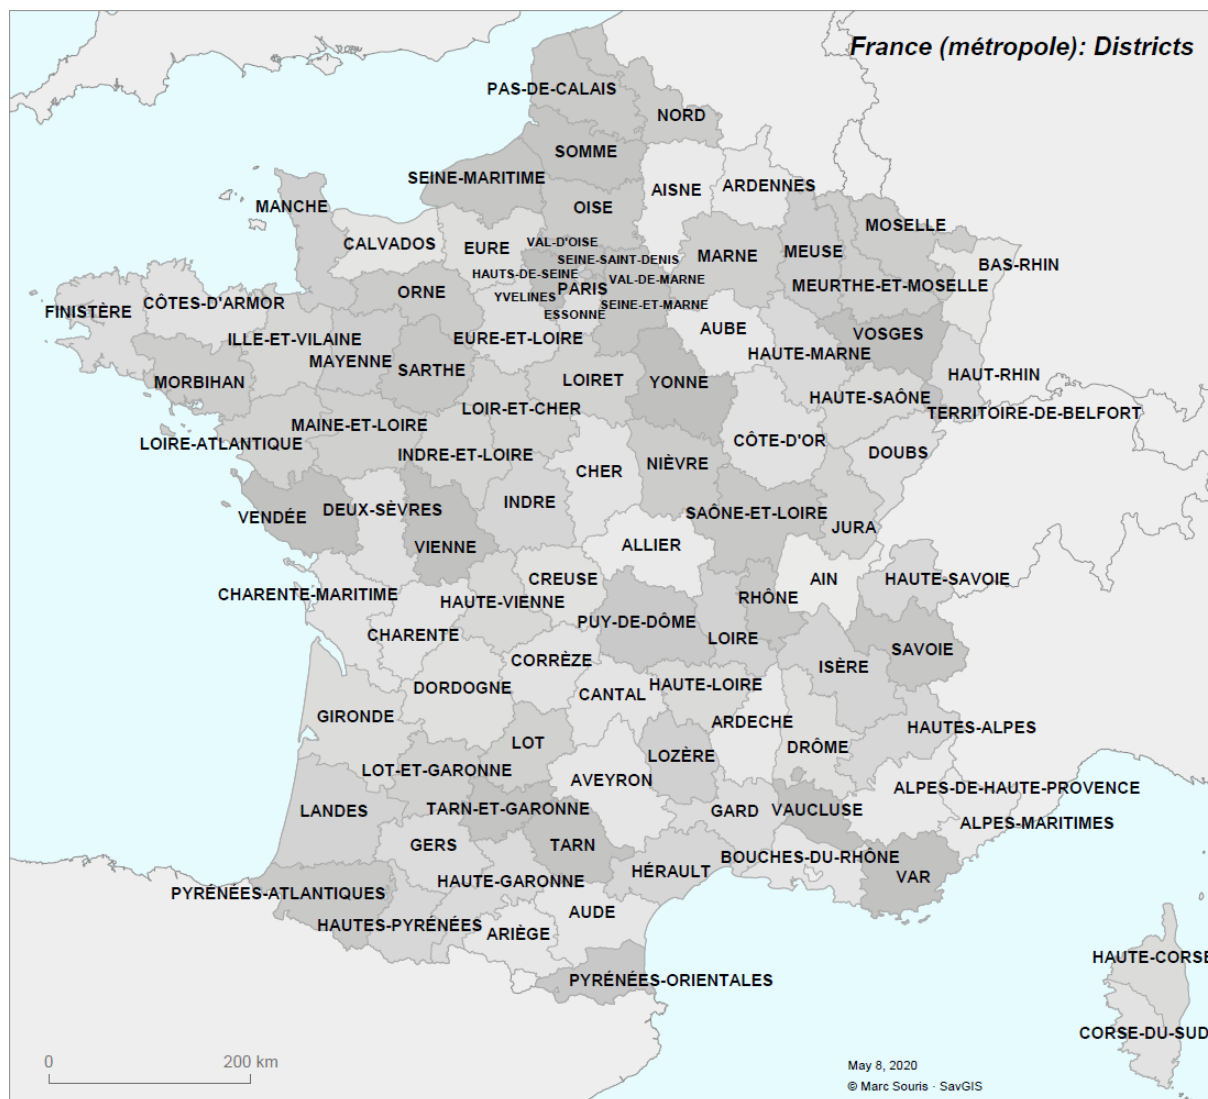 France (métropole): Districts
PAS-DE-CALAIS
NORD
SOMME
SEINE-MARITIME
AISNE
ARDENNES
OISE
MANCHE
MOSELLE
CALVADOS
EURE
VAL-D'OISE
MARNE
MEUSE
SEINE-SAINT-DENIS
BAS-RHIN
HAUTS-DE-SEINE
VAL-DE-MARNE
PARIS
MEURTHE-ET-MOSELLE
ORNE
YVELINES
CÔTES-D'ARMOR
SEINE-ET-MARNE
FINISTÈRE
ESSONNE
AUBE
VOSGES
ILLE-ET-VILAINE
EURE-ET-LOIRE
HAUTE-MARNE
MAYENNE
SARTHE
HAUT-RHIN
MORBIHAN
LOIRET
YONNE
HAUTE-SAÔNE
LOIR-ET-CHER
TERRITOIRE-DE-BELFORT
MAINE-ET-LOIRE
CÔTE-D'OR
LOIRE-ATLANTIQUE
DOUBS
INDRE-ET-LOIRE
NIÈVRE
CHER
INDRE
DEUX-SÈVRES
SAÔNE-ET-LOIRE
VENDÉE
JURA
VIENNE
ALLIER
CREUSE
AIN
HAUTE-SAVOIE
CHARENTE-MARITIME
RHÔNE
HAUTE-VIENNE
PUY-DE-DÔME
CHARENTE
LOIRE
SAVOIE
CORRÈZE
ISÈRE
DORDOGNE
HAUTE-LOIRE
CANTAL
GIRONDE
ARDECHE
HAUTES-ALPES
LOT
DRÔME
LOZÈRE
LOT-ET-GARONNE
AVEYRON
ALPES-DE-HAUTE-PROVENCE
TARN-ET-GARONNE
LANDES
GARD
VAUCLUSE
ALPES-MARITIMES
GERS
TARN
BOUCHES-DU-RHÔNE
HÉRAULT
VAR
HAUTE-GARONNE
PYRÉNÉES-ATLANTIQUES
AUDE
HAUTES-PYRÉNÉES
ARIÈGE
HAUTE-CORSE
PYRÉNÉES-ORIENTALES
CORSE-DU-SUD
0 200 km
May 8, 2020
© Marc Souris · SavGIS